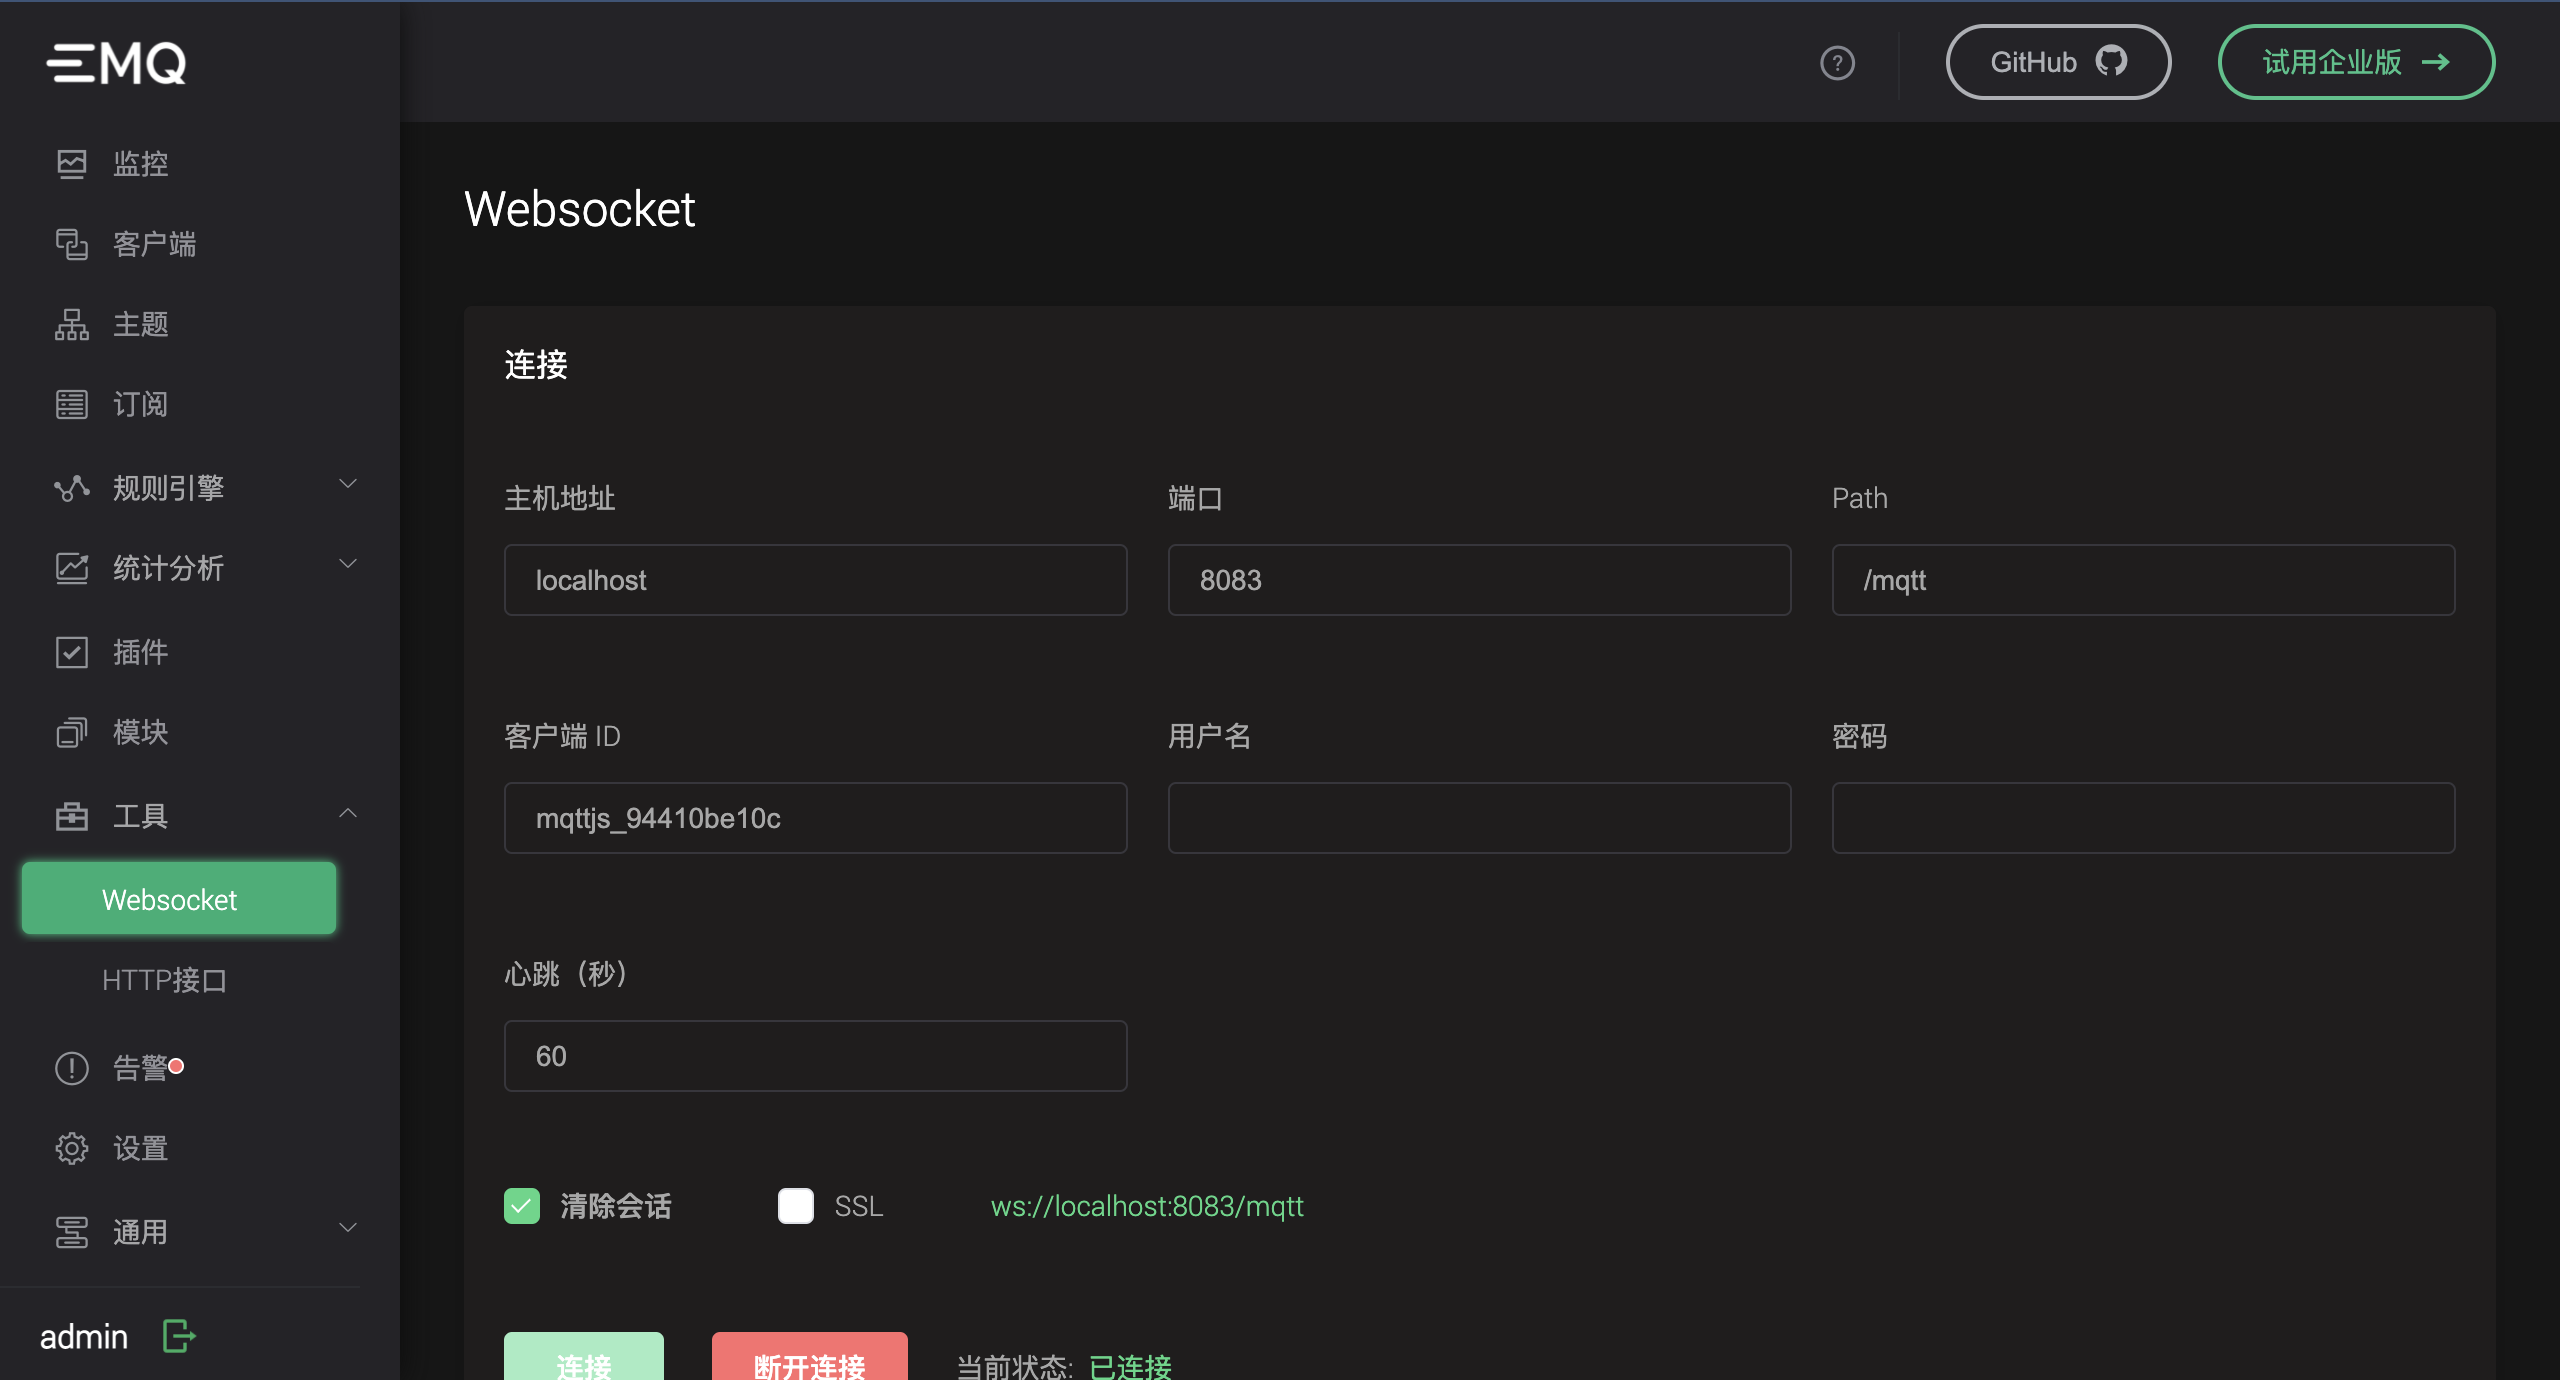 EMQ
监控
客户端
主题
订阅
规则引擎
统计分析
插件
模块
工具
Websocket
HTTP接口
告警
设置
通用
admin
GitHub
试用企业版
Websocket
连接
主机地址
端口
Path
localhost
8083
/mqtt
客户端 ID
用户名
密码
mqttjs_94410be10c
心跳（秒）
60
清除会话
SSL
ws://localhost:8083/mqtt
连接
断开连接
当前状态: 已连接